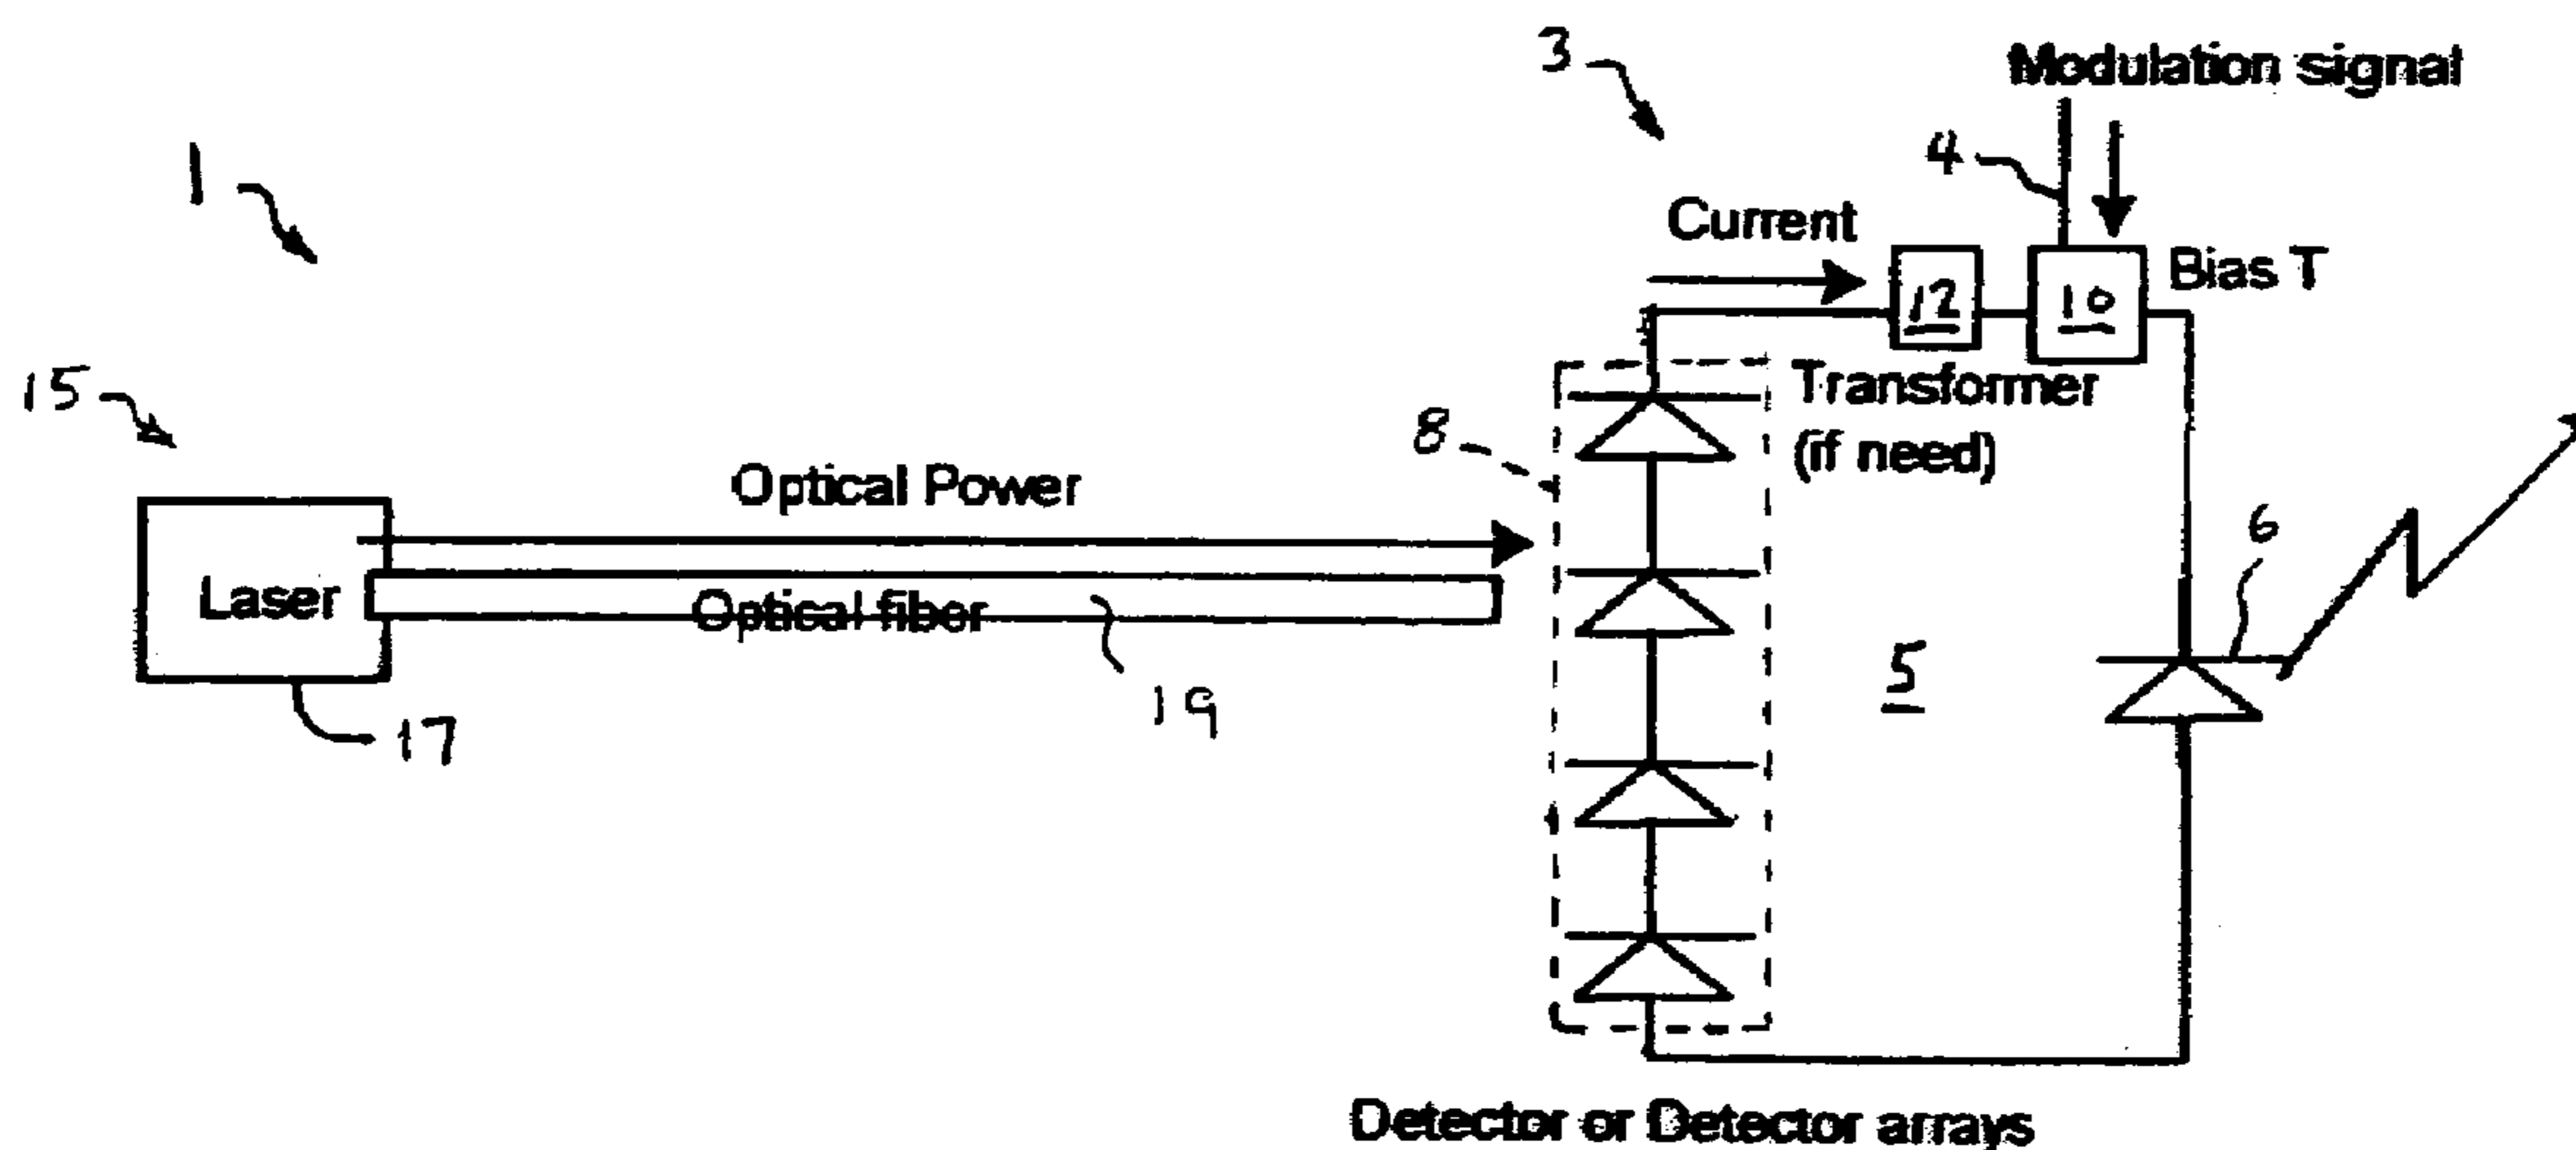 3
Modulation signal
1
4
Current
12
10
Bias T
15
Transformer
(if need)
8
Optical Power
6
Laser
Optical fiber
5
19
17
Detector or Detector arrays